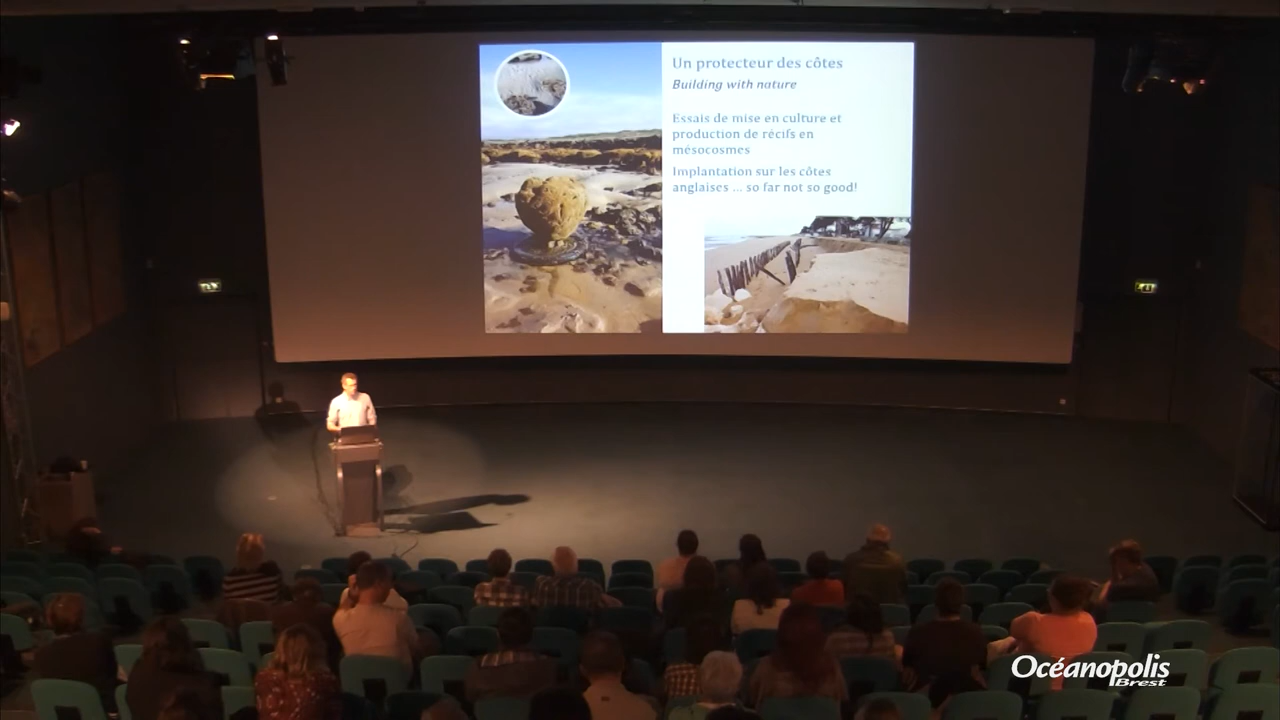 Un protecteur des côtes
Building with nature
Essais de mise en culture et
production de récifs en
mésocosmes
Implantation sur les côtes
anglaises ... so far not so good!
Océanopolis
Brest